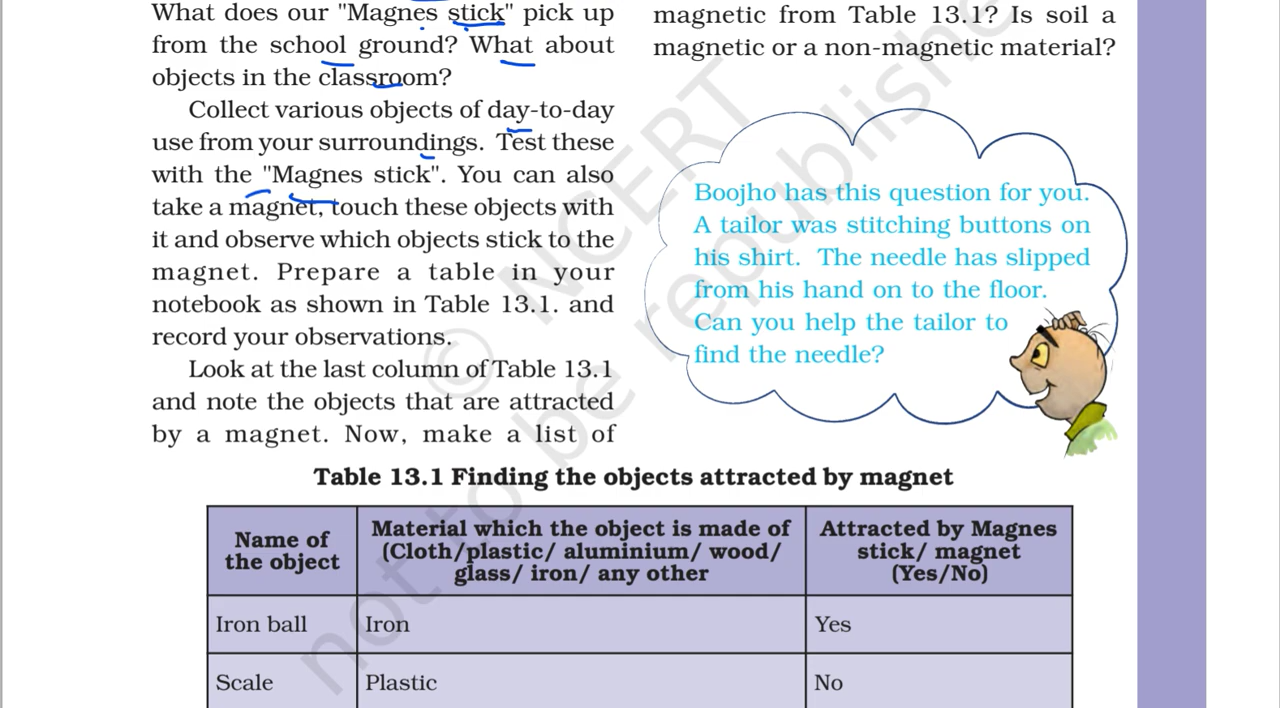 What does our "Magnes stick" pick up
from the school ground? What about
objects in the classroom?
Collect various objects of day-to-day
use from your surroundings. Test these
with the "Magnes stick". You can also
take a magnet, touch these objects with
it and observe which objects stick to the
magnet. Prepare a table in your
notebook as shown in Table 13.1. and
record your observations.
Look at the last column of Table 13.1
and note the objects that are attracted
by a magnet. Now, make a list of
magnetic from Table 13.1? Is soil a
magnetic or a non-magnetic material?
Boojho has this question for you.
A tailor was stitching buttons on
his shirt. The needle has slipped
from his hand on to the floor.
Can you help the tailor to
find the needle?
© NCERT
not to be republishe
Table 13.1 Finding the objects attracted by magnet
Name of
the object
Material which the object is made of
(Cloth/plastic/ aluminium/ wood/
glass/ iron/ any other
Attracted by Magnes
stick/ magnet
(Yes/No)
Iron ball
Iron
Yes
Scale
Plastic
No